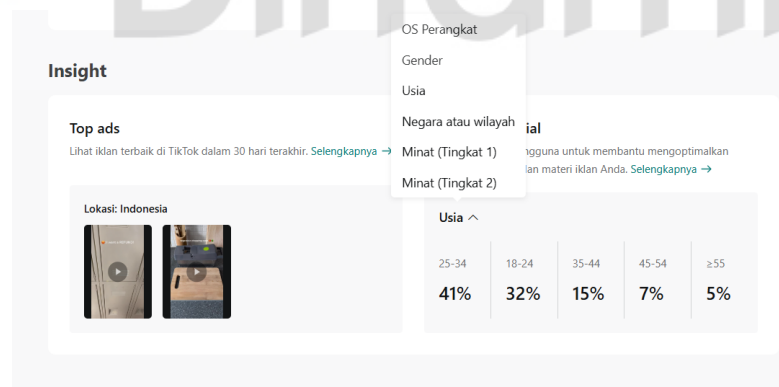 OS Perangkat
Gender
Usia
Negara atau wilayah
Minat (Tingkat 1)
Minat (Tingkat 2)
Insight
Top ads
Lihat iklan terbaik di TikTok dalam 30 hari terakhir. Selengkapnya →
Lokasi: Indonesia
ial
ngguna untuk membantu mengoptimalkan
dan materi iklan Anda. Selengkapnya →
Usia
25-34 18-24 35-44 45-54 ≥55
41% 32% 15% 7% 5%